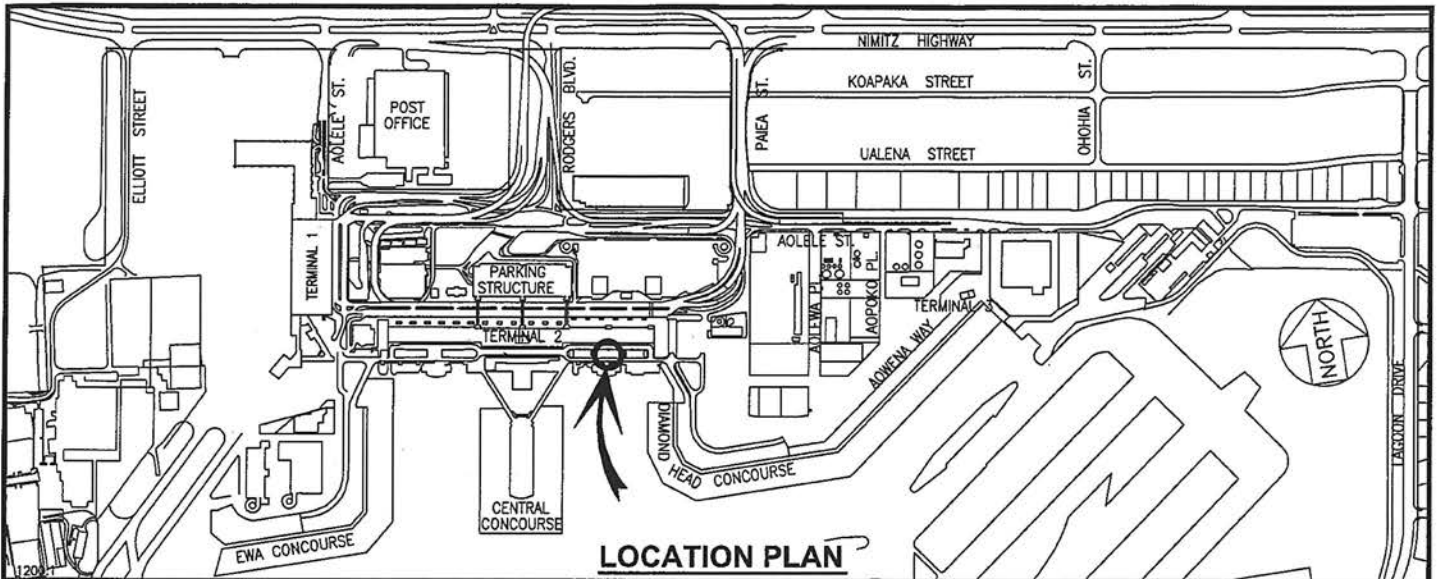 NIMITZ HIGHWAY
KOAPAKA STREET
UALENA STREET
ELLIOTT STREET
AOLELE ST.
POST
OFFICE
RODGERS BLVD.
PAIEA ST.
OHOHIA ST.
TERMINAL 1
PARKING
STRUCTURE
TERMINAL 2
AOLELE ST.
AOLEWA PL.
AOPOKO PL.
TERMINAL 3
AOWENA WAY
NORTH
LAGOON DRIVE
DIAMOND
HEAD CONCOURSE
CENTRAL
CONCOURSE
EWA CONCOURSE
LOCATION PLAN